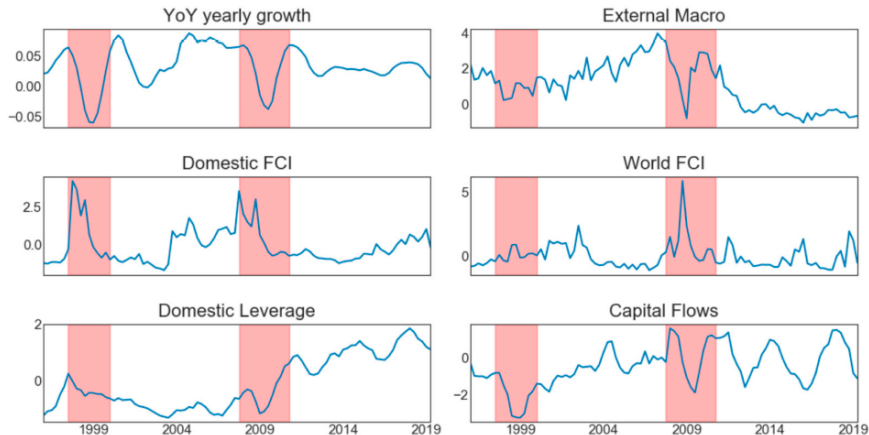 YoY yearly growth
0.05
0.00
−0.05
External Macro
4
2
0
Domestic FCI
2.5
0.0
World FCI
5
0
Domestic Leverage
2
0
1999 2004 2009 2014 2019
Capital Flows
0
−2
1999 2004 2009 2014 2019